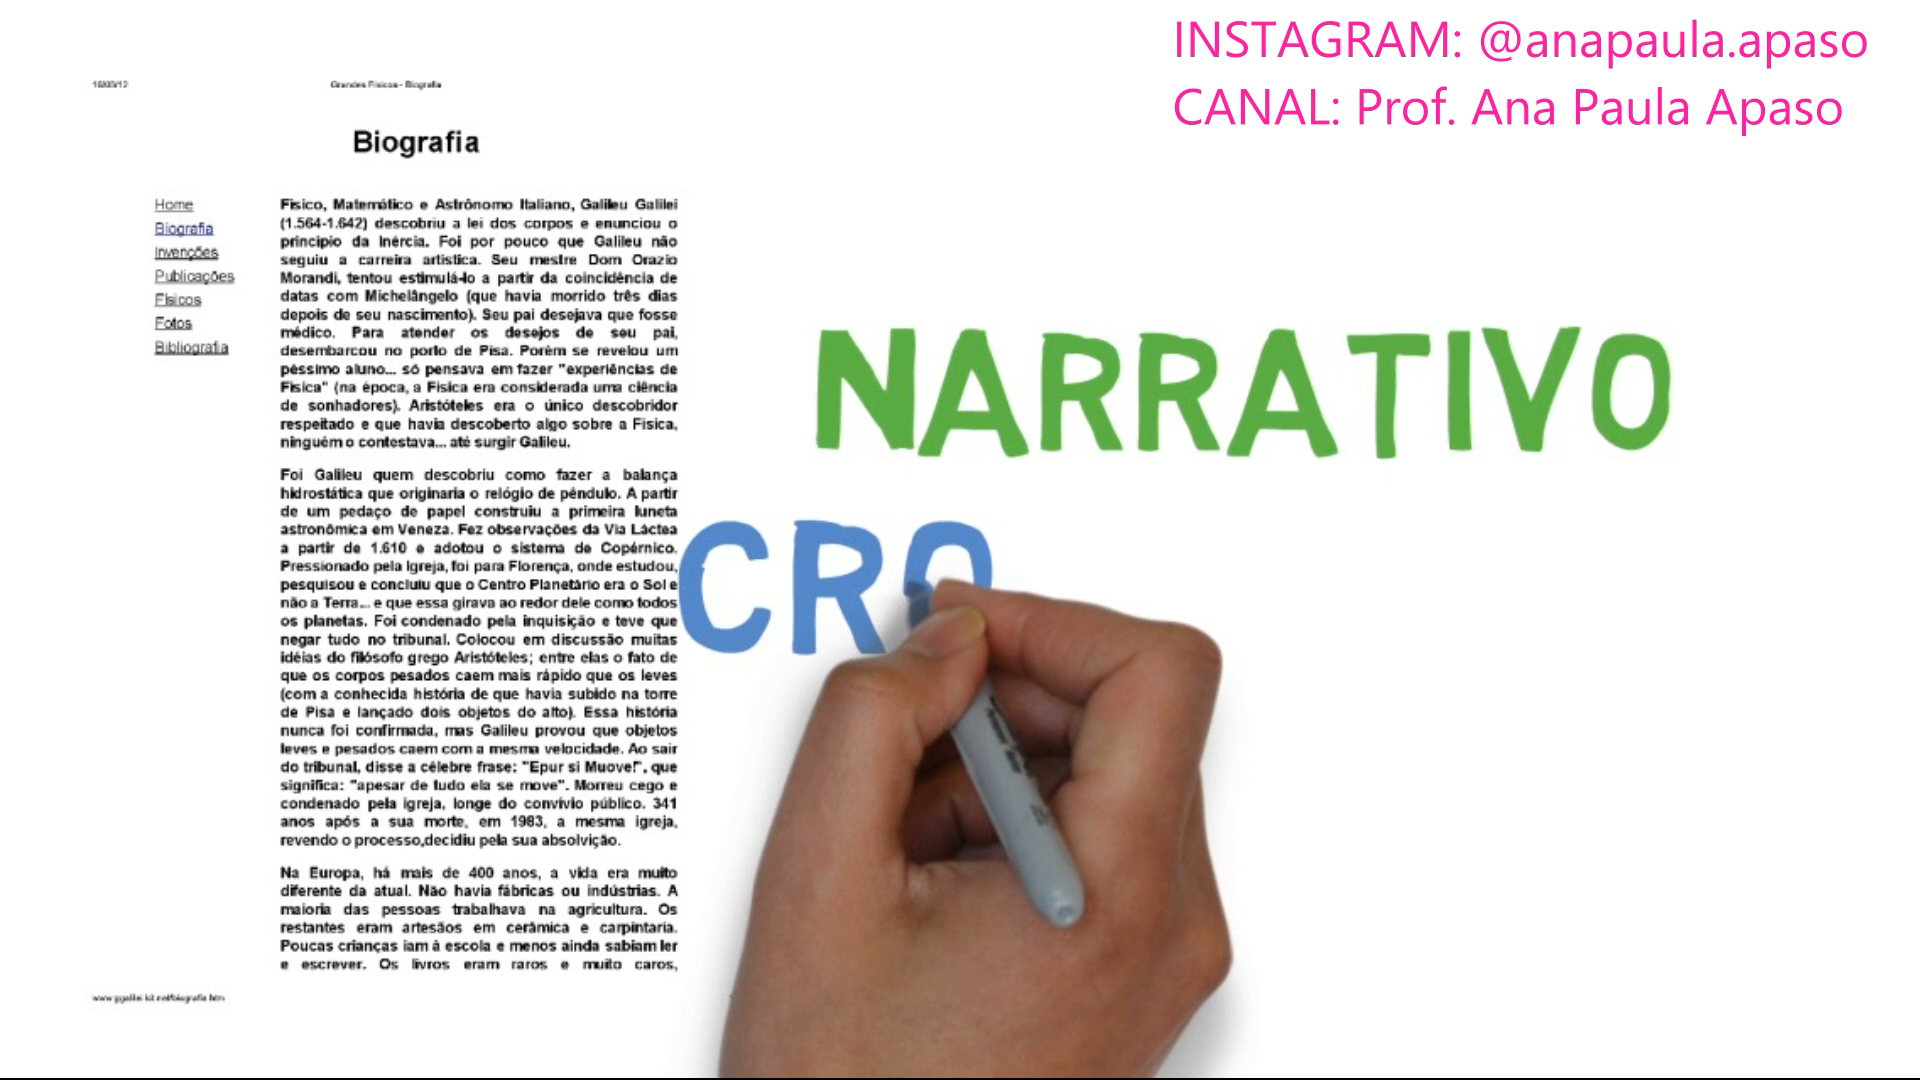 INSTAGRAM: @anapaula.apaso
CANAL: Prof. Ana Paula Apaso
Grandes Físicos - Biografia
Biografia
Home
Biografia
Invenções
Publicações
Físicos
Fotos
Bibliografia
Físico, Matemático e Astrônomo Italiano, Galileu Galilei
(1.564-1.642) descobriu a lei dos corpos e enunciou o
princípio da Inércia. Foi por pouco que Galileu não
seguiu a carreira artística. Seu mestre Dom Orazio
Morandi, tentou estimulá-lo a partir da coincidência de
datas com Michelângelo (que havia morrido três dias
depois de seu nascimento). Seu pai desejava que fosse
médico. Para atender os desejos de seu pai,
desembarcou no porto de Pisa. Porém se revelou um
péssimo aluno... só pensava em fazer "experiências de
Física" (na época, a Física era considerada uma ciência
de sonhadores). Aristóteles era o único descobridor
respeitado e que havia descoberto algo sobre a Física,
ninguém o contestava... até surgir Galileu.
Foi Galileu quem descobriu como fazer a balança
hidrostática que originaria o relógio de pêndulo. A partir
de um pedaço de papel construiu a primeira luneta
astronômica em Veneza. Fez observações da Via Láctea
a partir de 1.610 e adotou o sistema de Copérnico.
Pressionado pela Igreja, foi para Florença, onde estudou,
pesquisou e concluiu que o Centro Planetário era o Sol e
não a Terra... e que essa girava ao redor dele como todos
os planetas. Foi condenado pela inquisição e teve que
negar tudo no tribunal. Colocou em discussão muitas
idéias do filósofo grego Aristóteles; entre elas o fato de
que os corpos pesados caem mais rápido que os leves
(com a conhecida história de que havia subido na torre
de Pisa e lançado dois objetos do alto). Essa história
nunca foi confirmada, mas Galileu provou que objetos
leves e pesados caem com a mesma velocidade. Ao sair
do tribunal, disse a célebre frase: "Epur si Muove!", que
significa: "apesar de tudo ela se move". Morreu cego e
condenado pela igreja, longe do convívio público. 341
anos após a sua morte, em 1983, a mesma igreja,
revendo o processo,decidiu pela sua absolvição.
Na Europa, há mais de 400 anos, a vida era muito
diferente da atual. Não havia fábricas ou indústrias. A
maioria das pessoas trabalhava na agricultura. Os
restantes eram artesãos em cerâmica e carpintaria.
Poucas crianças iam à escola e menos ainda sabiam ler
e escrever. Os livros eram raros e muito caros,
NARRATIVO
CRO